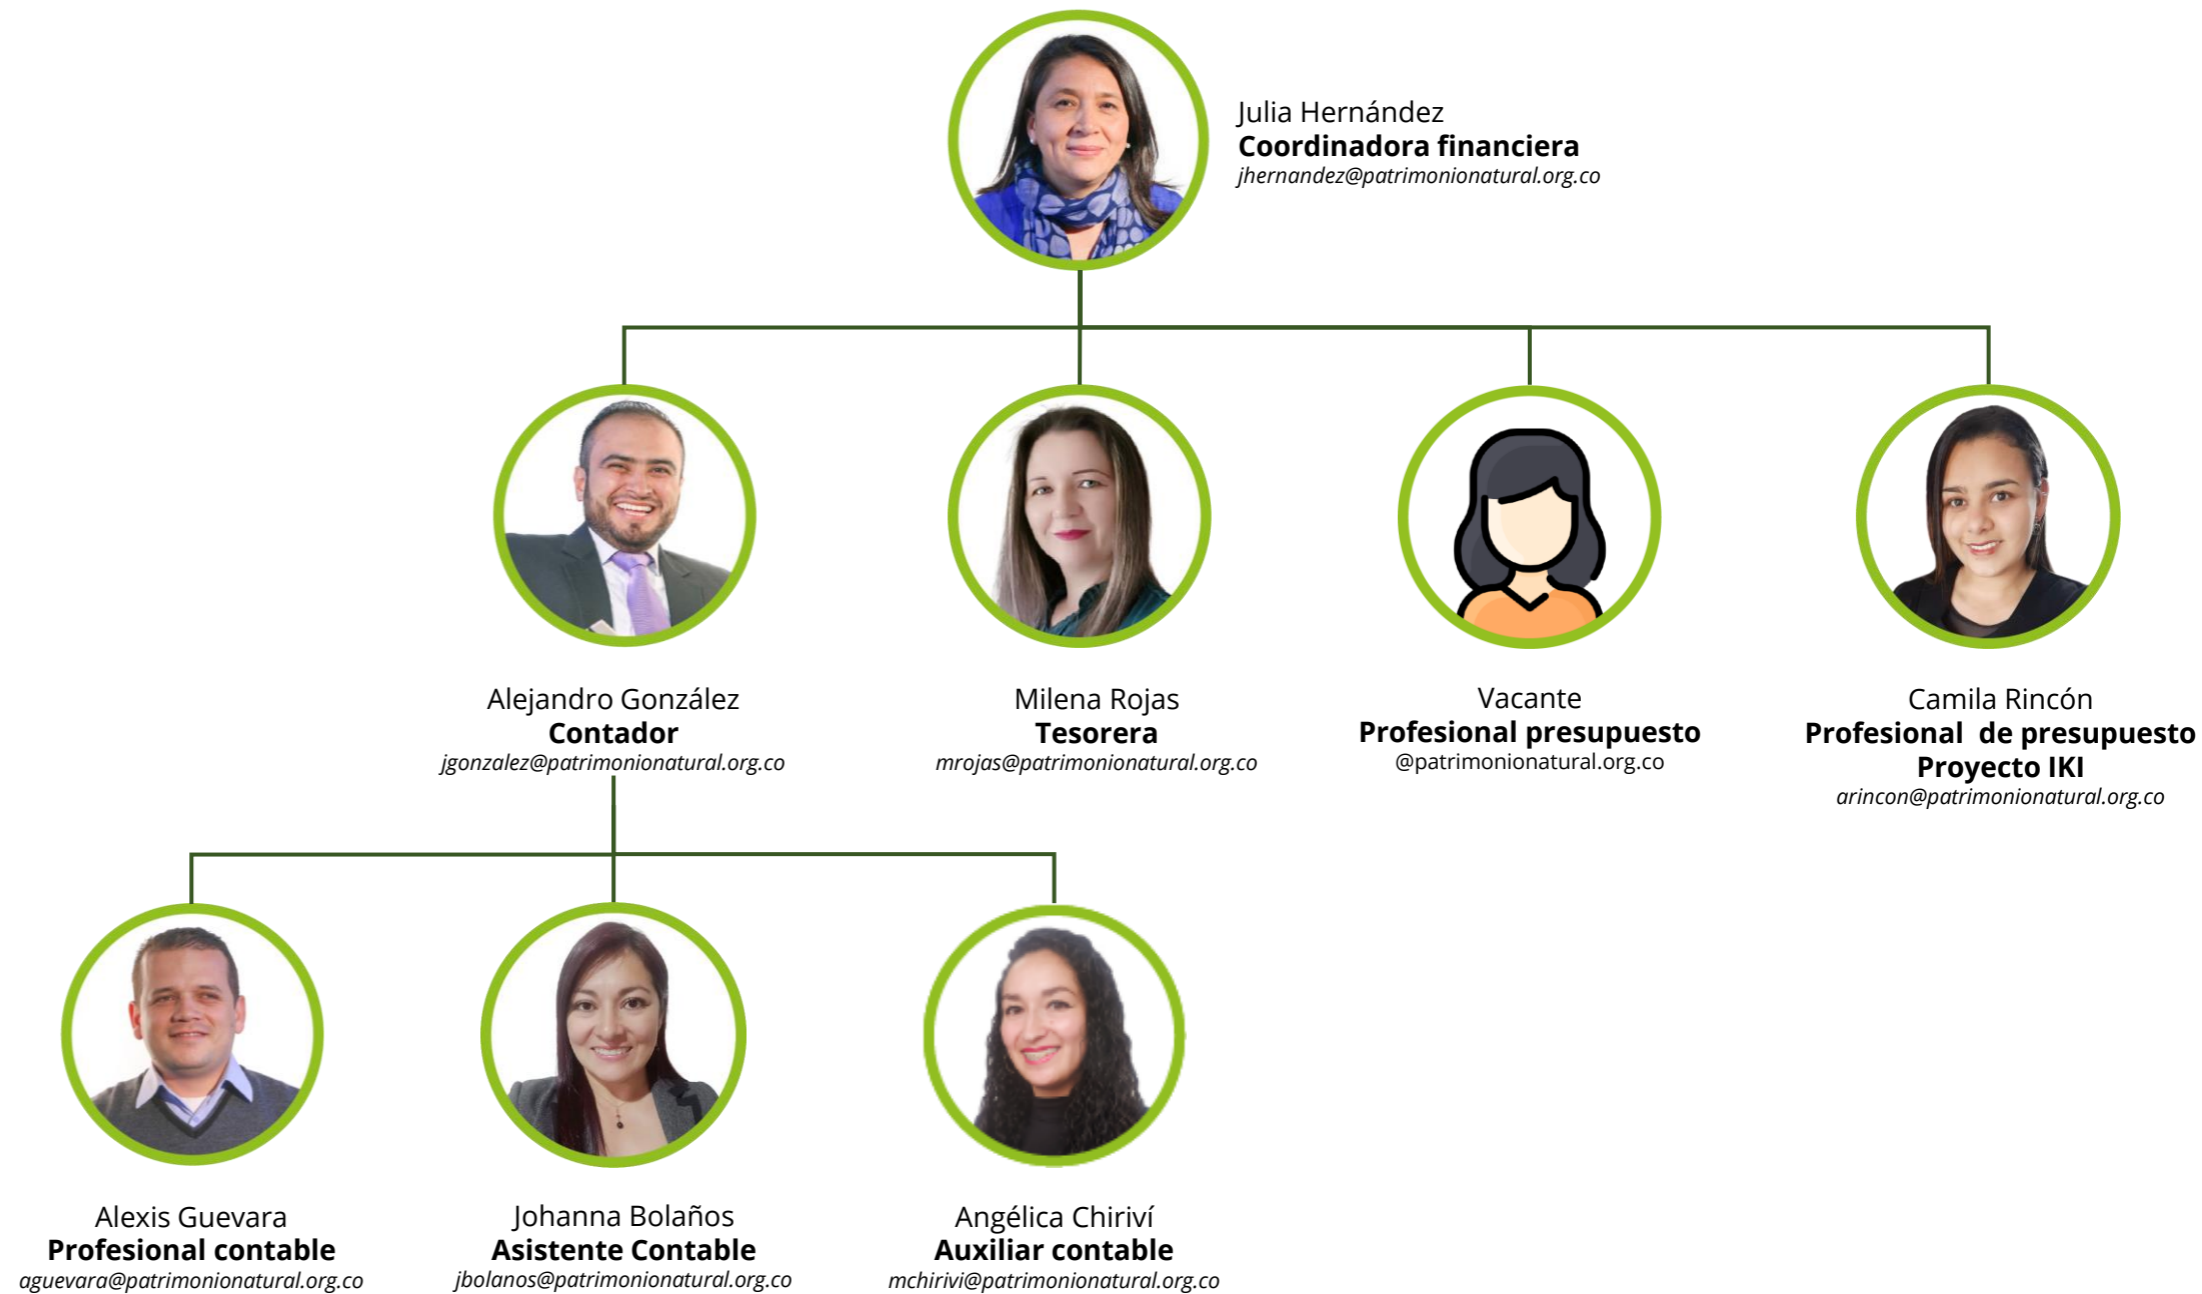 Julia Hernández
Coordinadora financiera
jhernandez@patrimonionatural.org.co
Alejandro González
Contador
jgonzalez@patrimonionatural.org.co
Milena Rojas
Tesorera
mrojas@patrimonionatural.org.co
Vacante
Profesional presupuesto
@patrimonionatural.org.co
Camila Rincón
Profesional  de presupuesto
Proyecto IKI
arincon@patrimonionatural.org.co
Alexis Guevara
Profesional contable
aguevara@patrimonionatural.org.co
Johanna Bolaños
Asistente Contable
jbolanos@patrimonionatural.org.co
Angélica Chiriví
Auxiliar contable
mchirivi@patrimonionatural.org.co